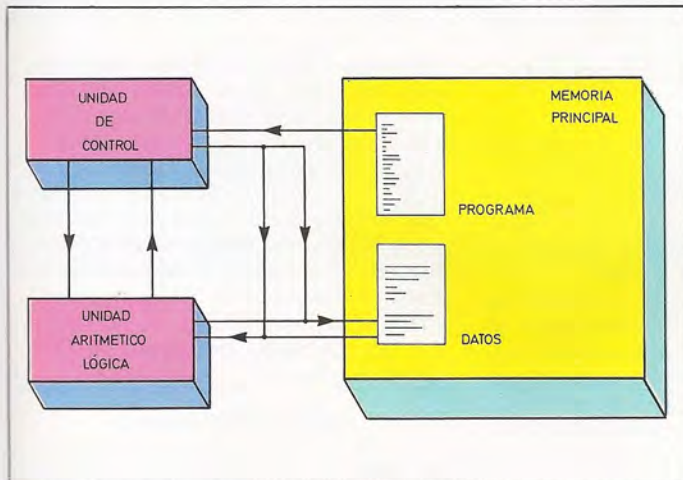 UNIDAD
DE
CONTROL
MEMORIA
PRINCIPAL
PROGRAMA
UNIDAD
ARITMETICO
LÓGICA
DATOS